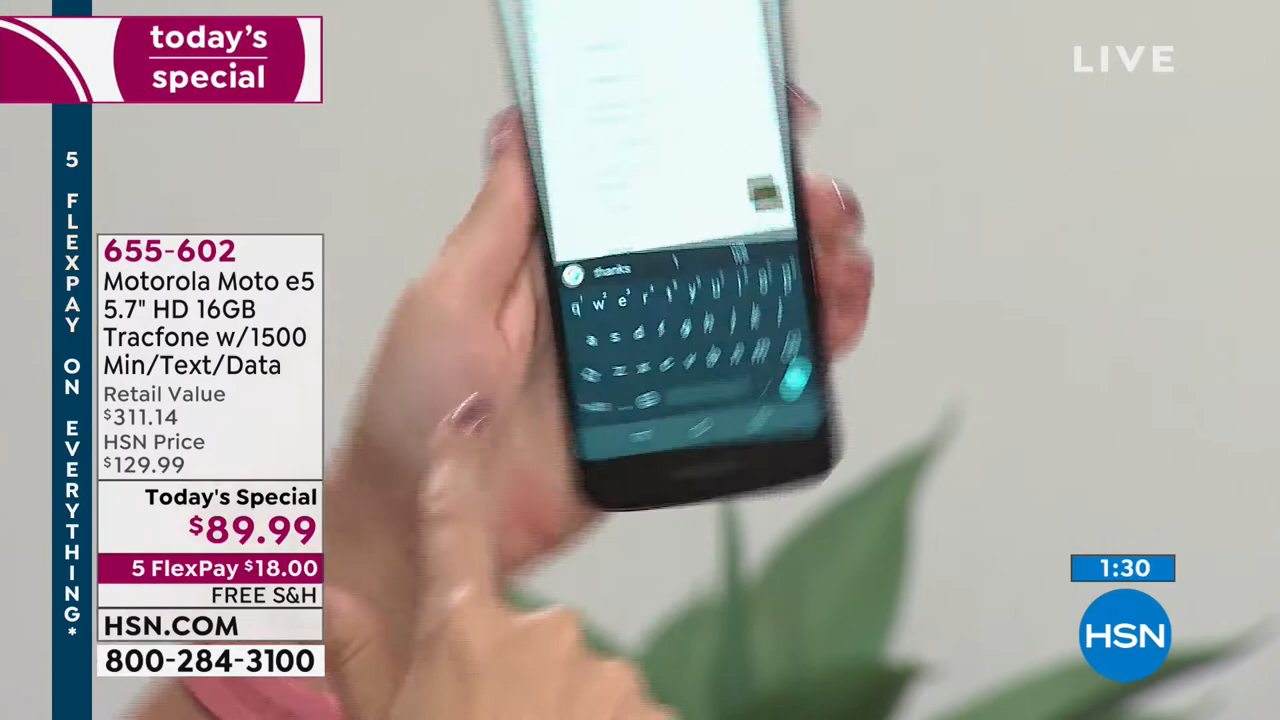 today's
special
LIVE
5 FLEXPAY ON EVERYTHING*
655-602
Motorola Moto e5
5.7" HD 16GB
Tracfone w/1500
Min/Text/Data
Retail Value
$311.14
HSN Price
$129.99
Today's Special
$89.99
5 FlexPay $18.00
FREE S&H
HSN.COM
800-284-3100
thanks
q w e r t y u
a s d f g h
z x c
1:30
HSN